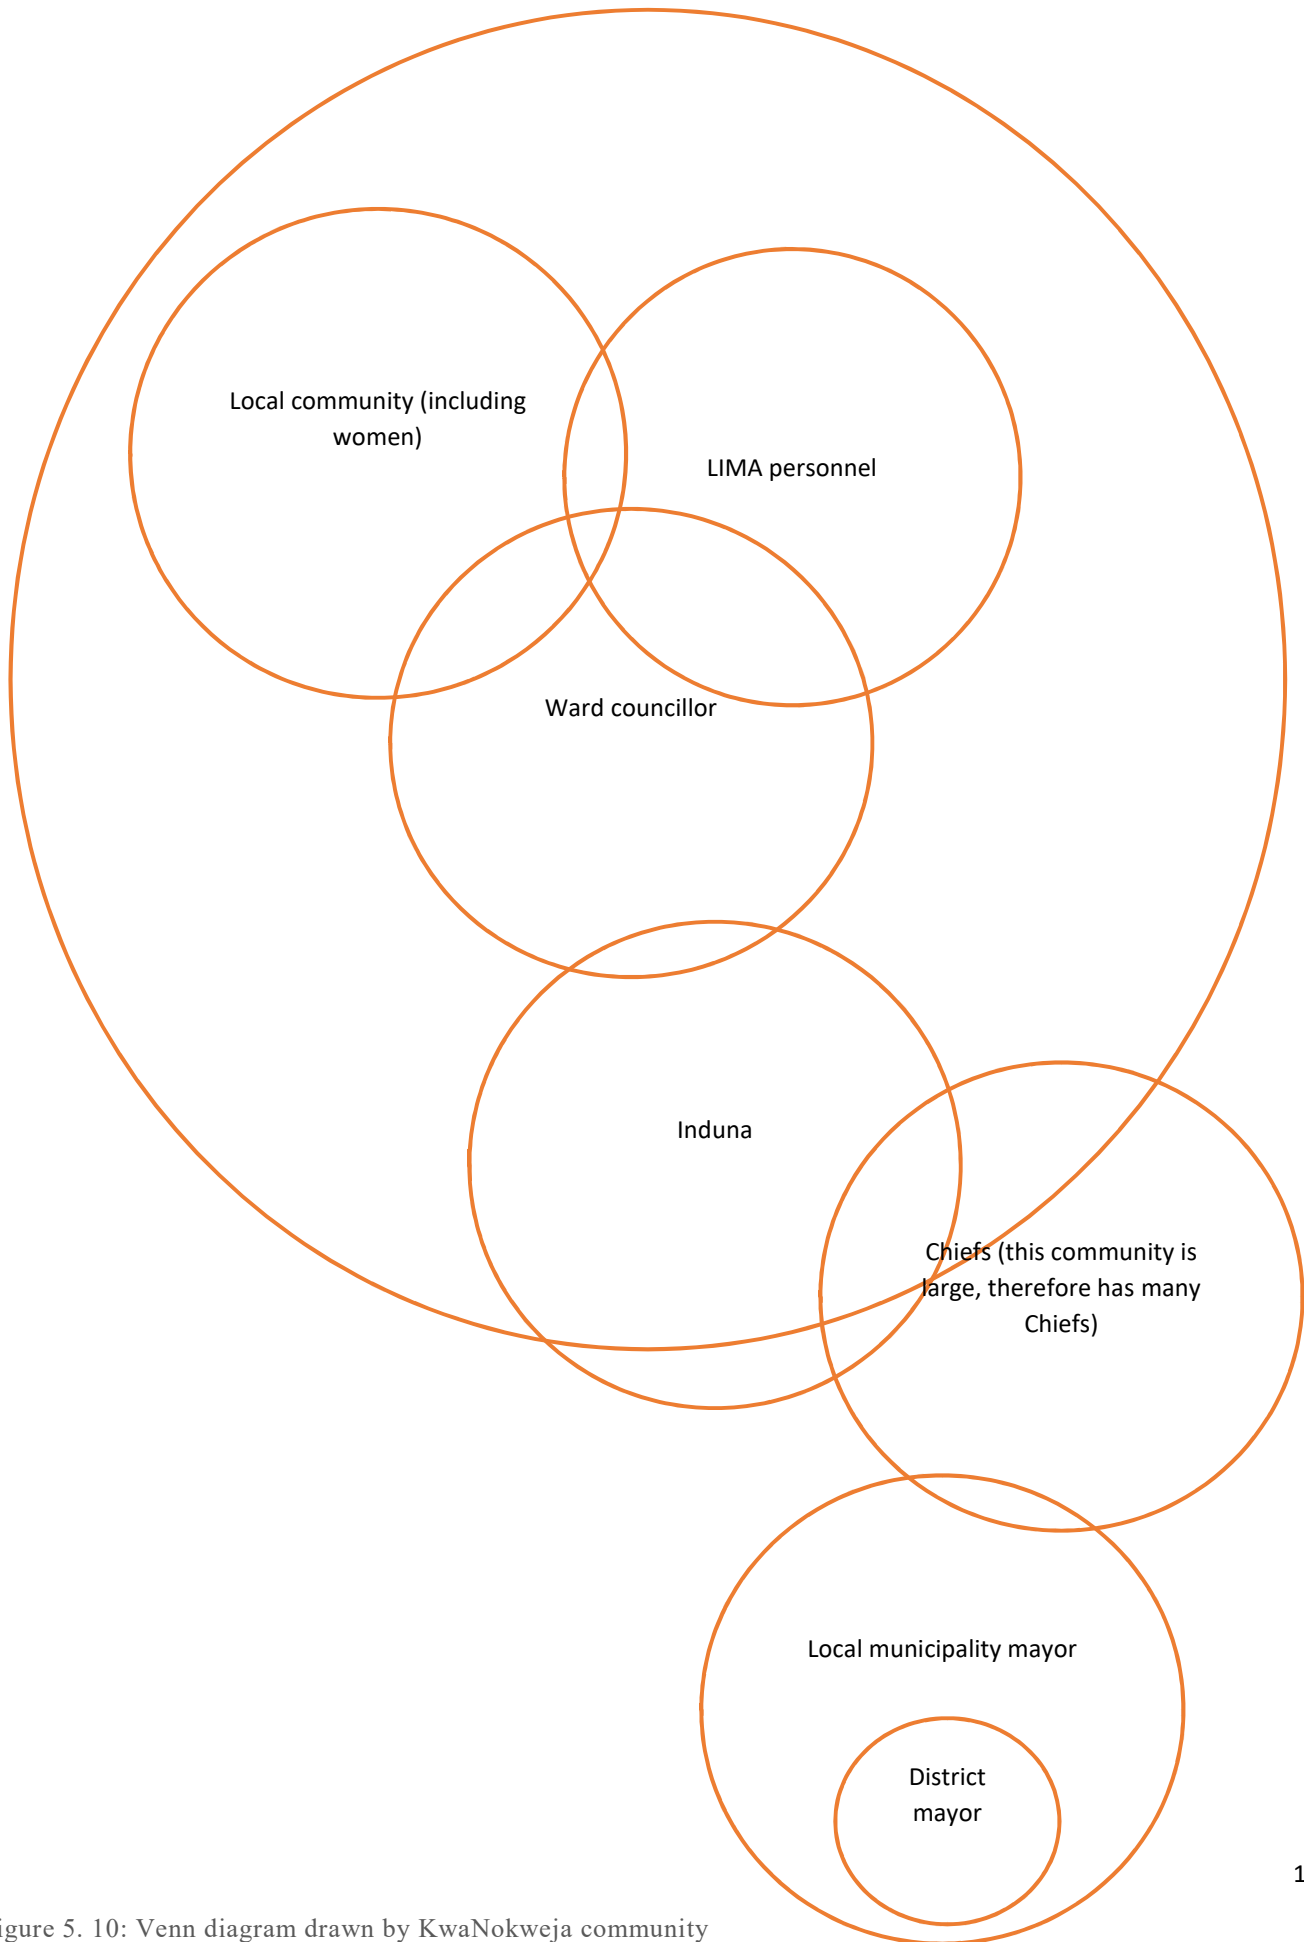 Local community (including
women)
LIMA personnel
Ward councillor
Induna
Chiefs (this community is
large, therefore has many
Chiefs)
Local municipality mayor
District
mayor
1
igure 5. 10: Venn diagram drawn by KwaNokweja community